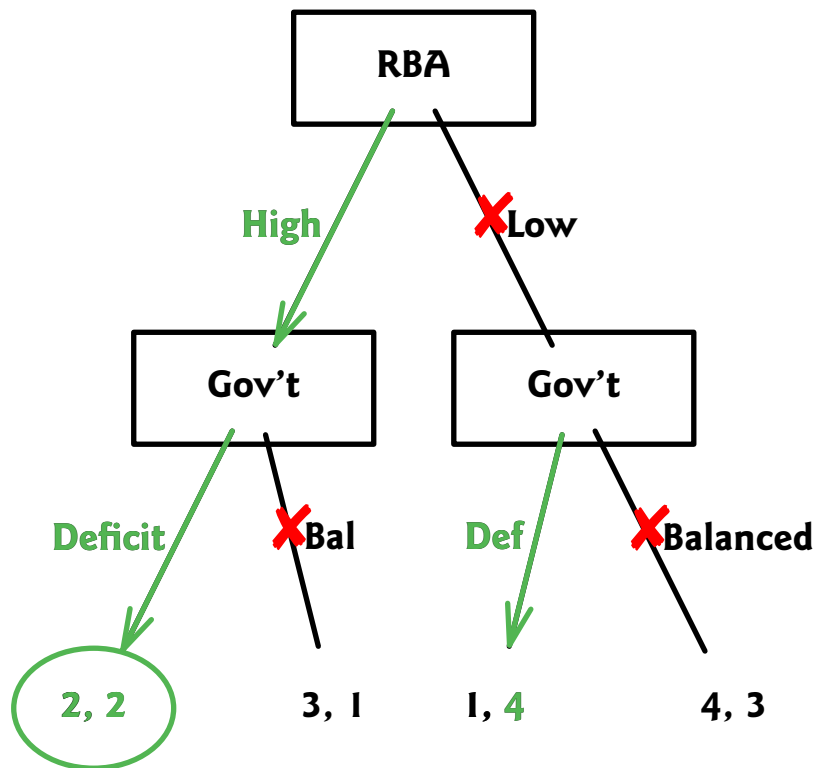 RBA
High
Low
Gov't
Gov't
Deficit
Bal
Def
Balanced
2, 2
3, 1
1, 4
4, 3